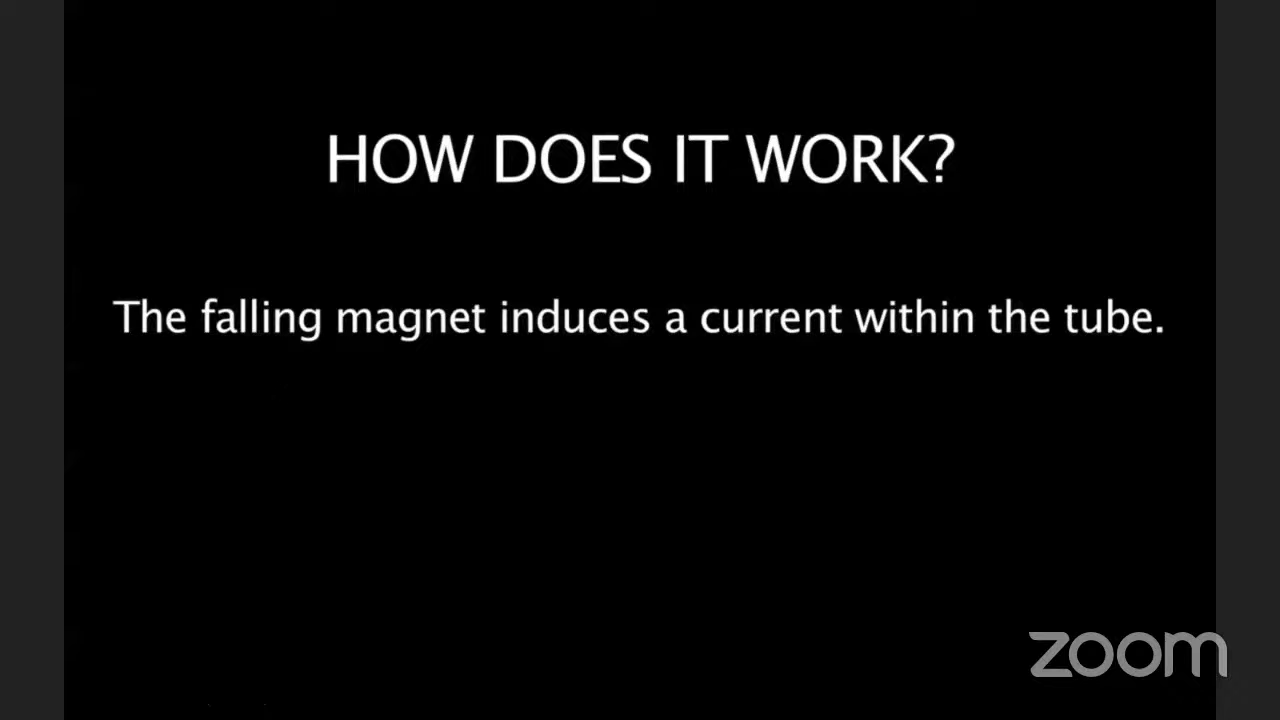 HOW DOES IT WORK?
The falling magnet induces a current within the tube.
zoom